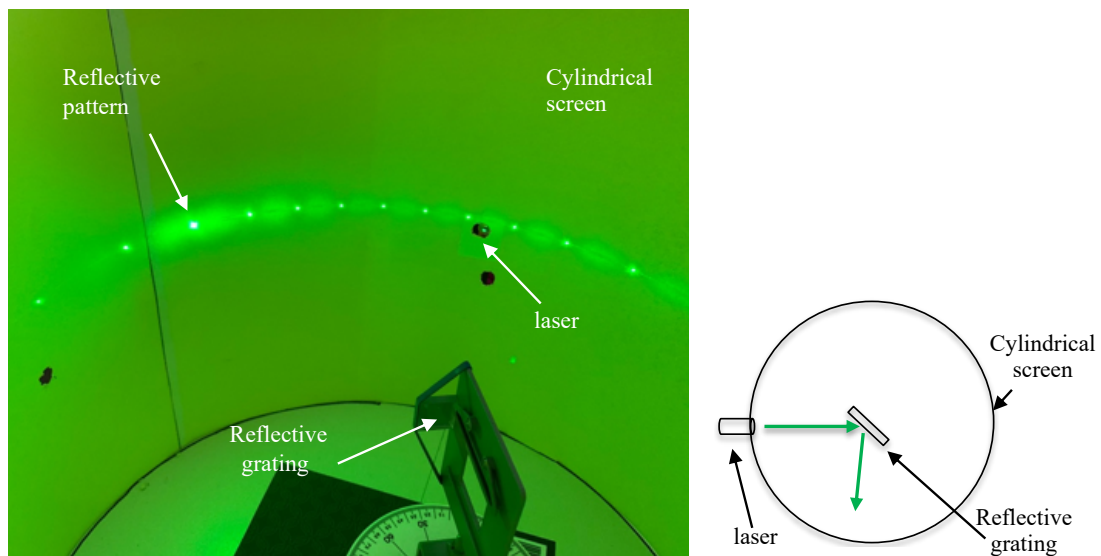 Reflective
pattern
Cylindrical
screen
laser
Reflective
grating
Cylindrical
screen
Reflective
grating
laser